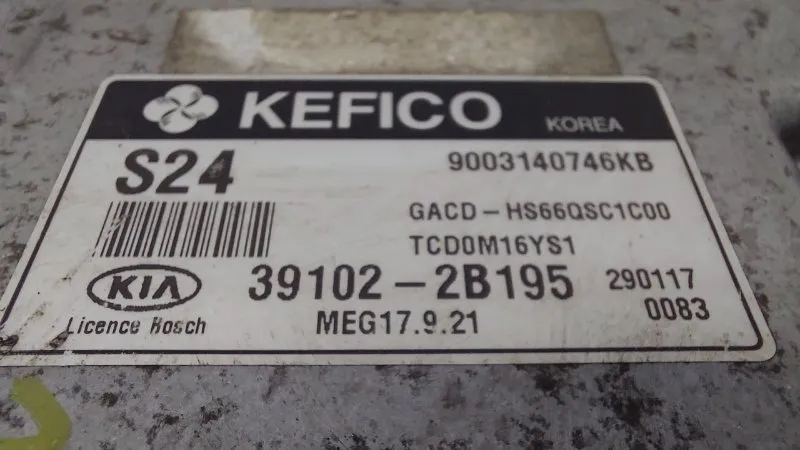 KEFICO KOREA
S24 9003140746KB
GACD-HS66QSC1C00
TCD0M16YS1
KIA 39102-2B195 290117
Licence Bosch MEG17.9.21 0083